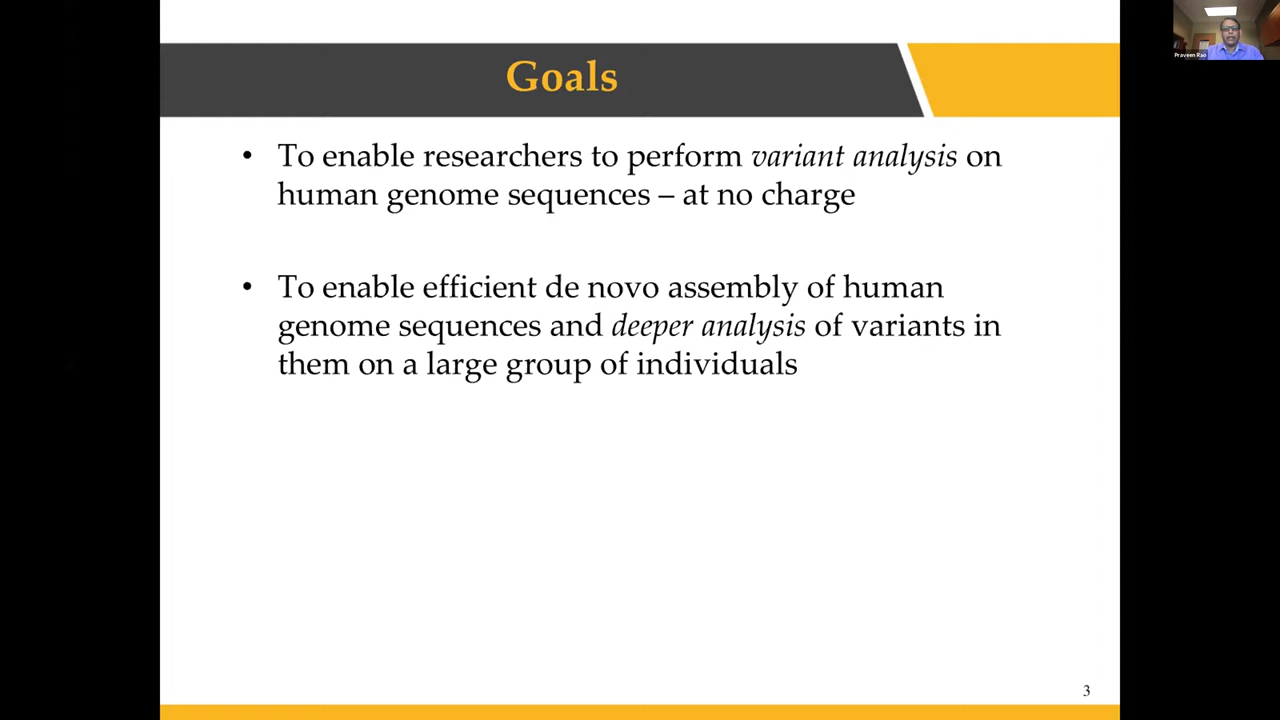 Goals
• To enable researchers to perform variant analysis on
human genome sequences – at no charge
• To enable efficient de novo assembly of human
genome sequences and deeper analysis of variants in
them on a large group of individuals
3
Praveen Rao